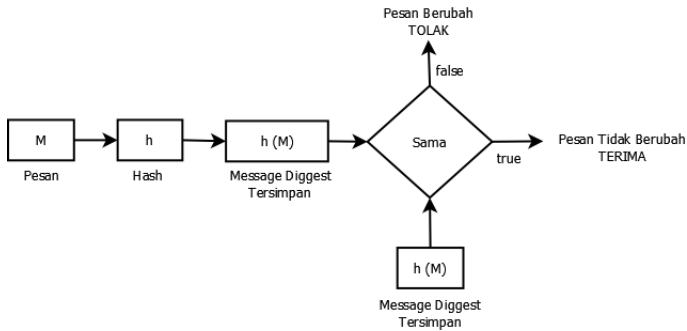 Pesan Berubah
TOLAK
false
M
h
h (M)
Sama
true
Pesan Tidak Berubah
TERIMA
Pesan
Hash
Message Diggest
Tersimpan
h (M)
Message Diggest
Tersimpan